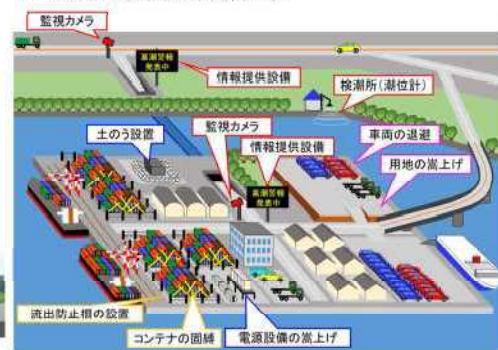 監視カメラ
高潮警報
発表中
情報提供設備
検潮所(潮位計)
監視カメラ
車両の退避
土のう設置
情報提供設備
用地の嵩上げ
高潮警報
発表中
流出防止柵の設置
コンテナの固縛
電源設備の嵩上げ